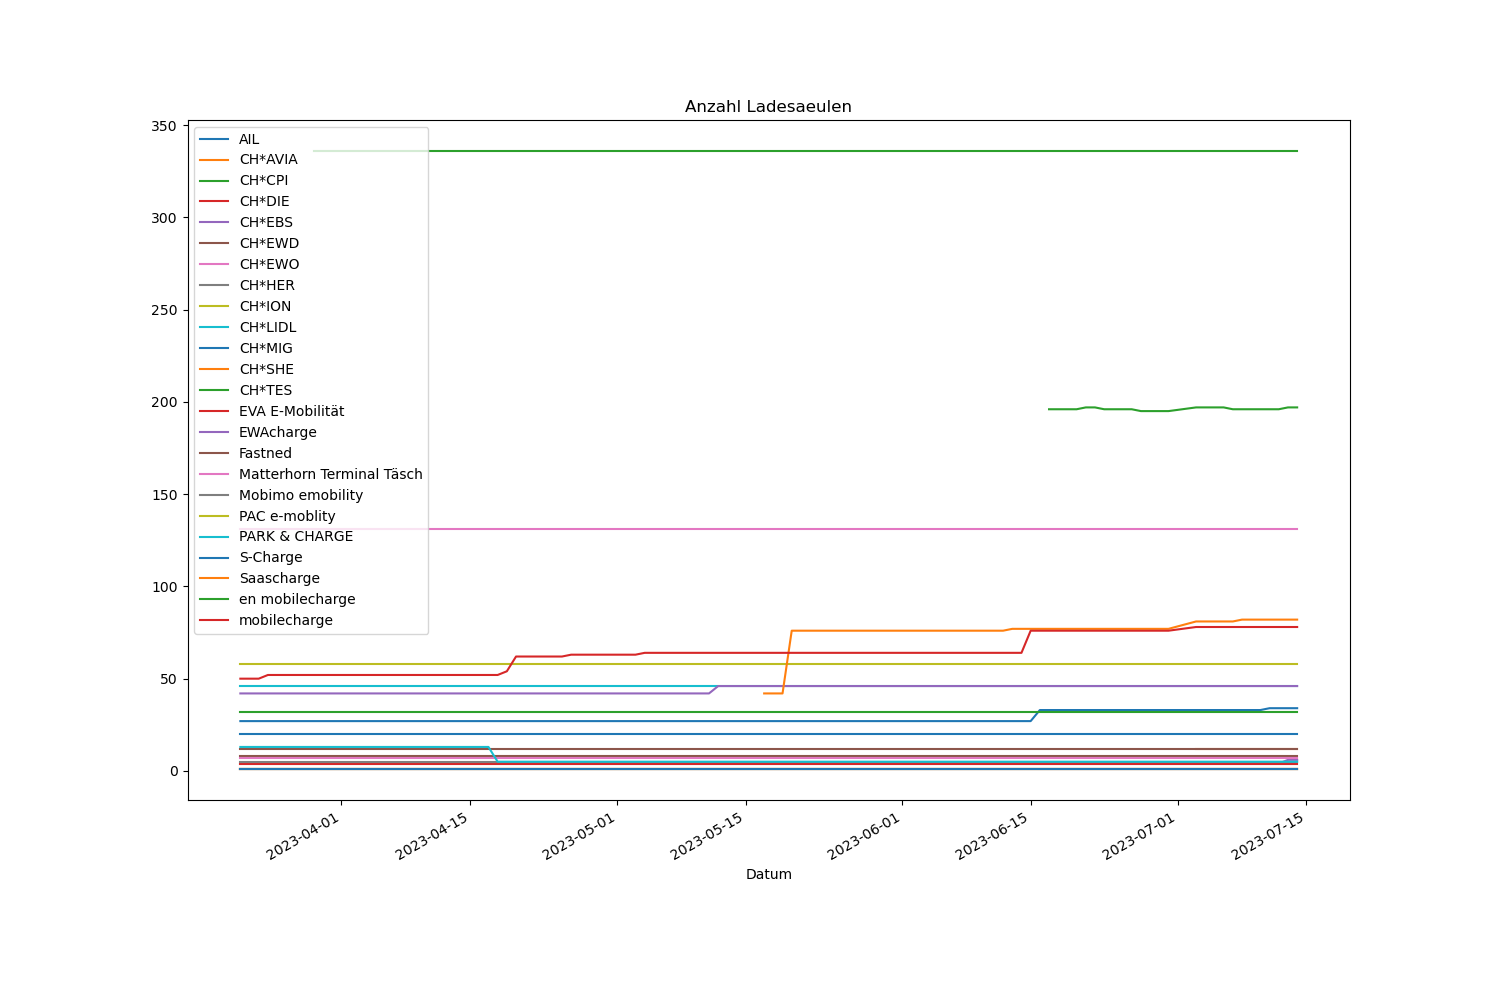 Anzahl Ladesaeulen
350
300
250
200
150
100
50
0
AIL
CH*AVIA
CH*CPI
CH*DIE
CH*EBS
CH*EWD
CH*EWO
CH*HER
CH*ION
CH*LIDL
CH*MIG
CH*SHE
CH*TES
EVA E-Mobilität
EWAcharge
Fastned
Matterhorn Terminal Täsch
Mobimo emobility
PAC e-moblity
PARK & CHARGE
S-Charge
Saascharge
en mobilecharge
mobilecharge
2023-04-01
2023-04-15
2023-05-01
2023-05-15
2023-06-01
2023-06-15
2023-07-01
2023-07-15
Datum